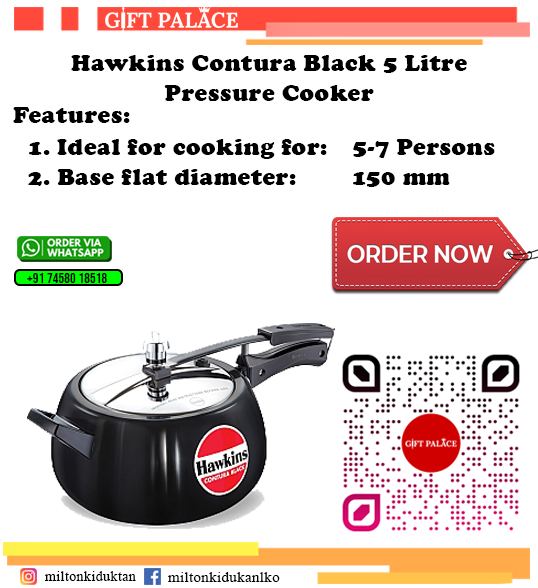 GIFT PALACE
Hawkins Contura Black 5 Litre
Pressure Cooker
Features:
1. Ideal for cooking for: 5-7 Persons
2. Base flat diameter: 150 mm
ORDER VIA
WHATSAPP
+91 74580 18518
ORDER NOW
Hawkins
CONTURA BLACK
GIFT PALACE
miltonkiduktan
miltonkidukanlko